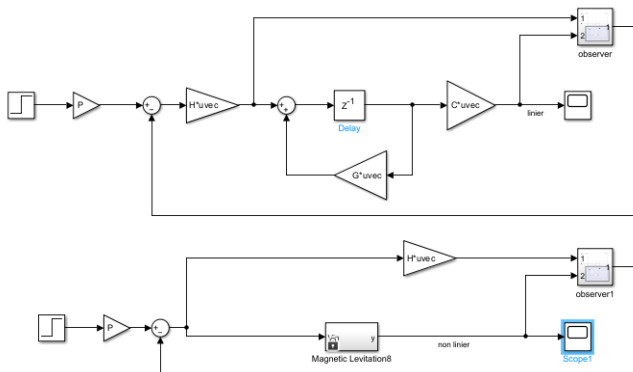 1
1
2
observer
P
H*uvec
z-1
Delay
C*uvec
linier
G*uvec
H*uvec
1
1
2
observer1
P
y
Magnetic Levitation8
non linier
Scope1